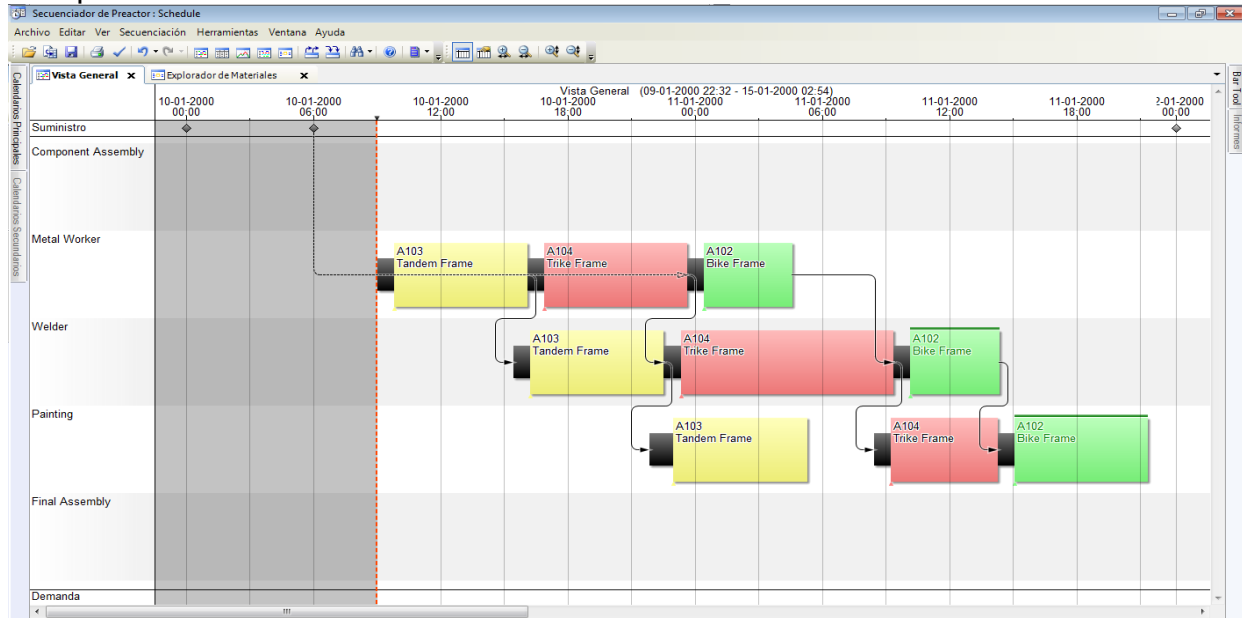 Secuenciador de Preactor : Schedule
Archivo Editar Ver Secuenciación Herramientas Ventana Ayuda
Vista General
Explorador de Materiales
Calendarios Principales
Calendarios Secundarios
Bar Tool
Informes
Vista General (09-01-2000 22:32 - 15-01-2000 02:54)
10-01-2000 10-01-2000 10-01-2000 10-01-2000 11-01-2000 11-01-2000 11-01-2000 11-01-2000 2-01-2000
00:00 06:00 12:00 18:00 00:00 06:00 12:00 18:00 00:00
Suministro
Component Assembly
Metal Worker
A103 A104 A102
Tandem Frame Trike Frame Bike Frame
Welder
A103 A104 A102
Tandem Frame Trike Frame Bike Frame
Painting
A103 A104 A102
Tandem Frame Trike Frame Bike Frame
Final Assembly
Demanda